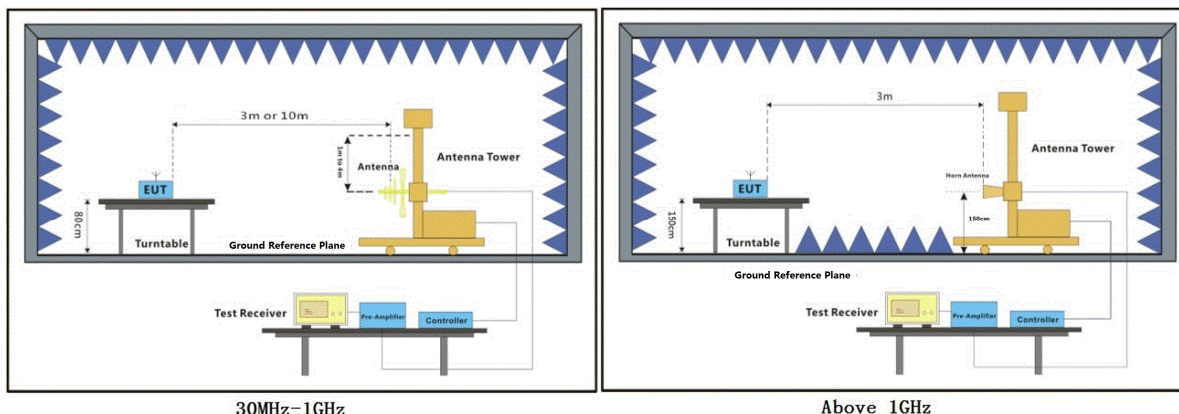 3m or 10m
1m to 4m
Antenna
Antenna Tower
EUT
80cm
Turntable
Ground Reference Plane
Test Receiver
Pre-Amplifier
Controller
30MHz-1GHz
3m
Antenna Tower
Horn Antenna
EUT
150cm
150cm
Turntable
Ground Reference Plane
Test Receiver
Pre-Amplifier
Controller
Above 1GHz